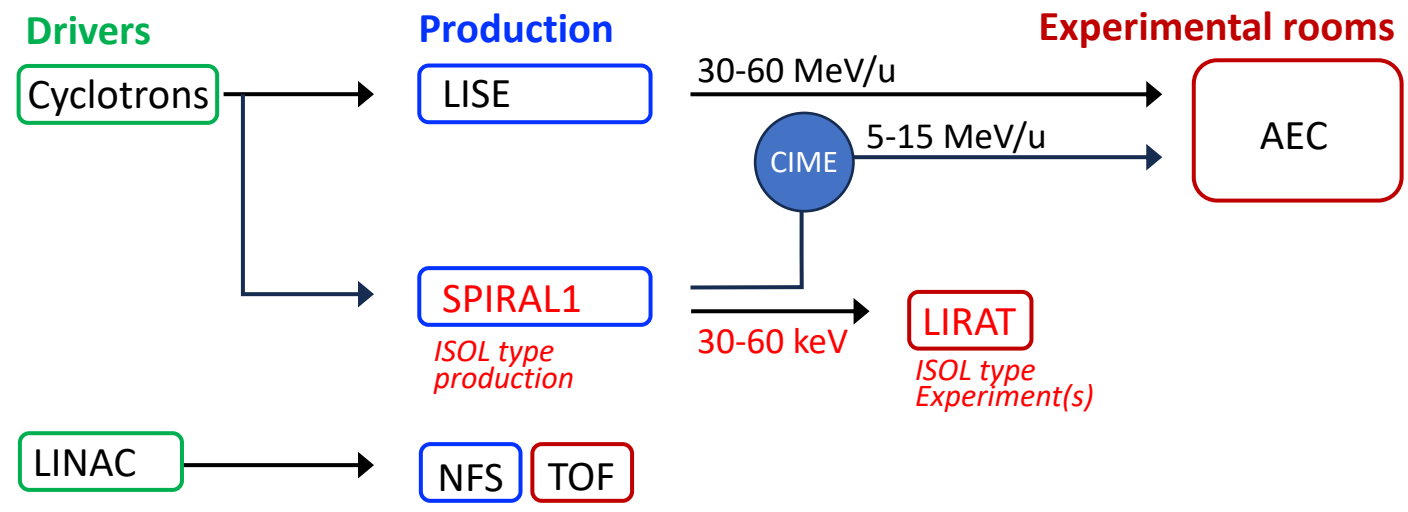 Drivers
Production
Experimental rooms
Cyclotrons
LISE
30-60 MeV/u
CIME
5-15 MeV/u
AEC
SPIRAL1
ISOL type
production
30-60 keV
LIRAT
ISOL type
Experiment(s)
LINAC
NFS
TOF